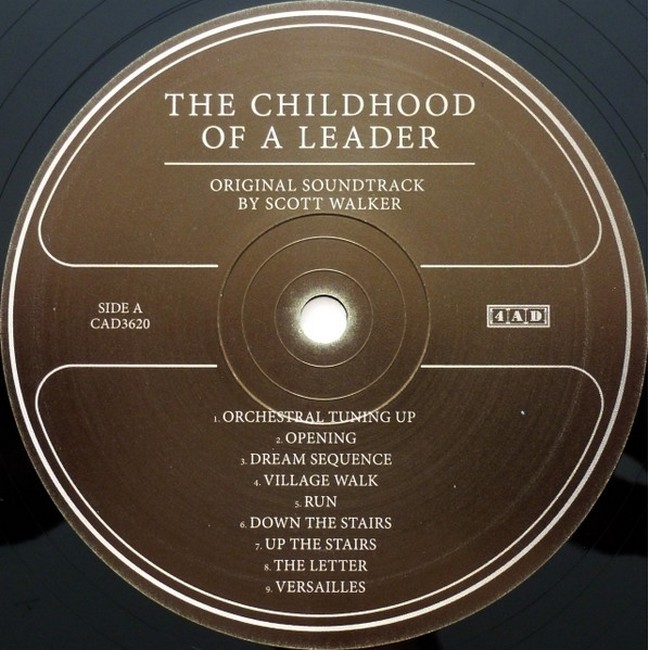 THE CHILDHOOD
OF A LEADER
ORIGINAL SOUNDTRACK
BY SCOTT WALKER
SIDE A
CAD3620
4AD
1. ORCHESTRAL TUNING UP
2. OPENING
3. DREAM SEQUENCE
4. VILLAGE WALK
5. RUN
6. DOWN THE STAIRS
7. UP THE STAIRS
8. THE LETTER
9. VERSAILLES